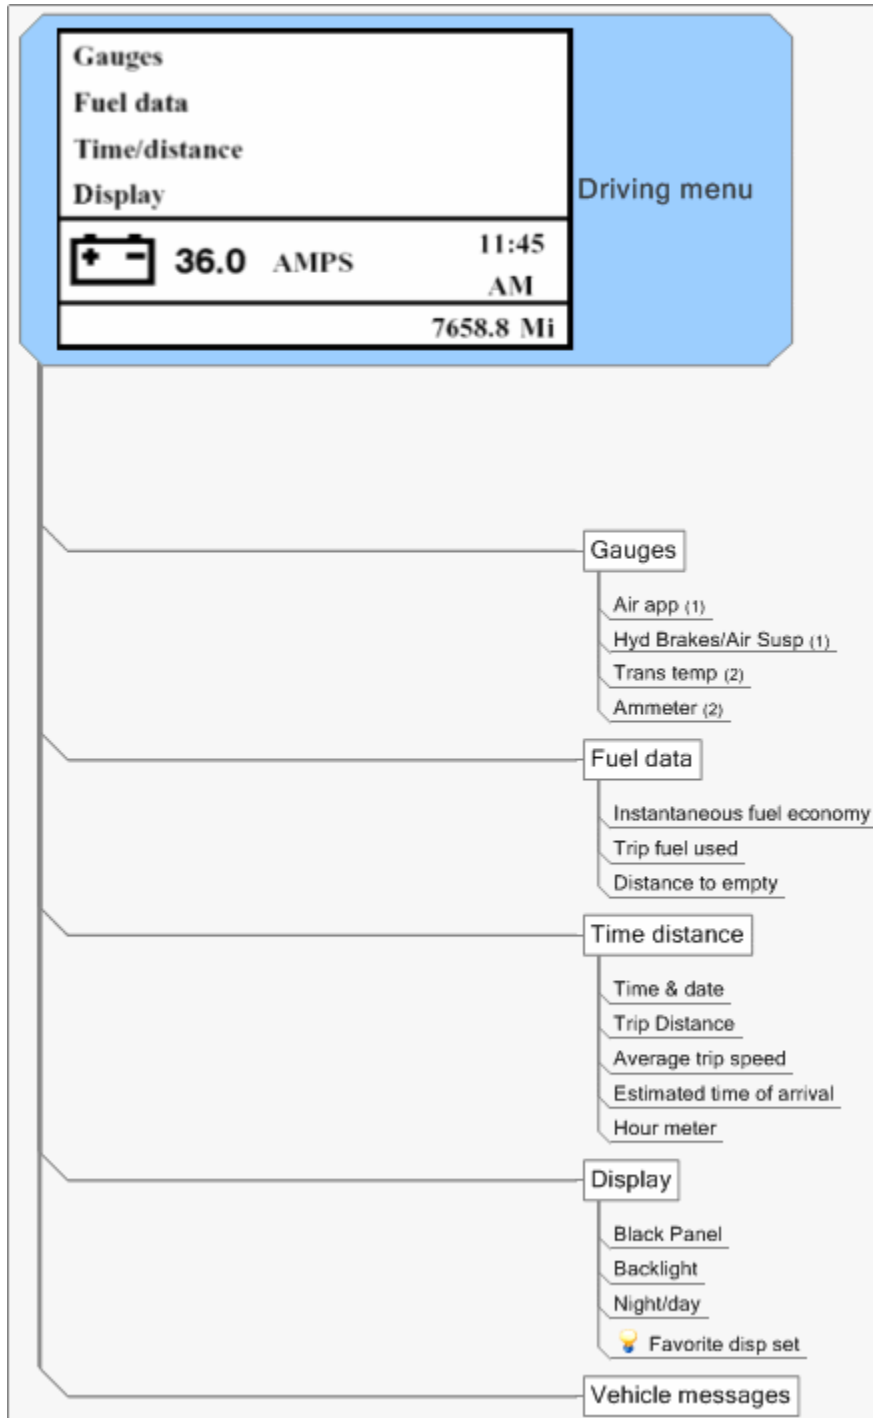 Gauges
Fuel data
Time/distance
Display
Driving menu
36.0 AMPS
11:45
AM
7658.8 Mi
Gauges
Air app (1)
Hyd Brakes/Air Susp (1)
Trans temp (2)
Ammeter (2)
Fuel data
Instantaneous fuel economy
Trip fuel used
Distance to empty
Time distance
Time & date
Trip Distance
Average trip speed
Estimated time of arrival
Hour meter
Display
Black Panel
Backlight
Night/day
Favorite disp set
Vehicle messages